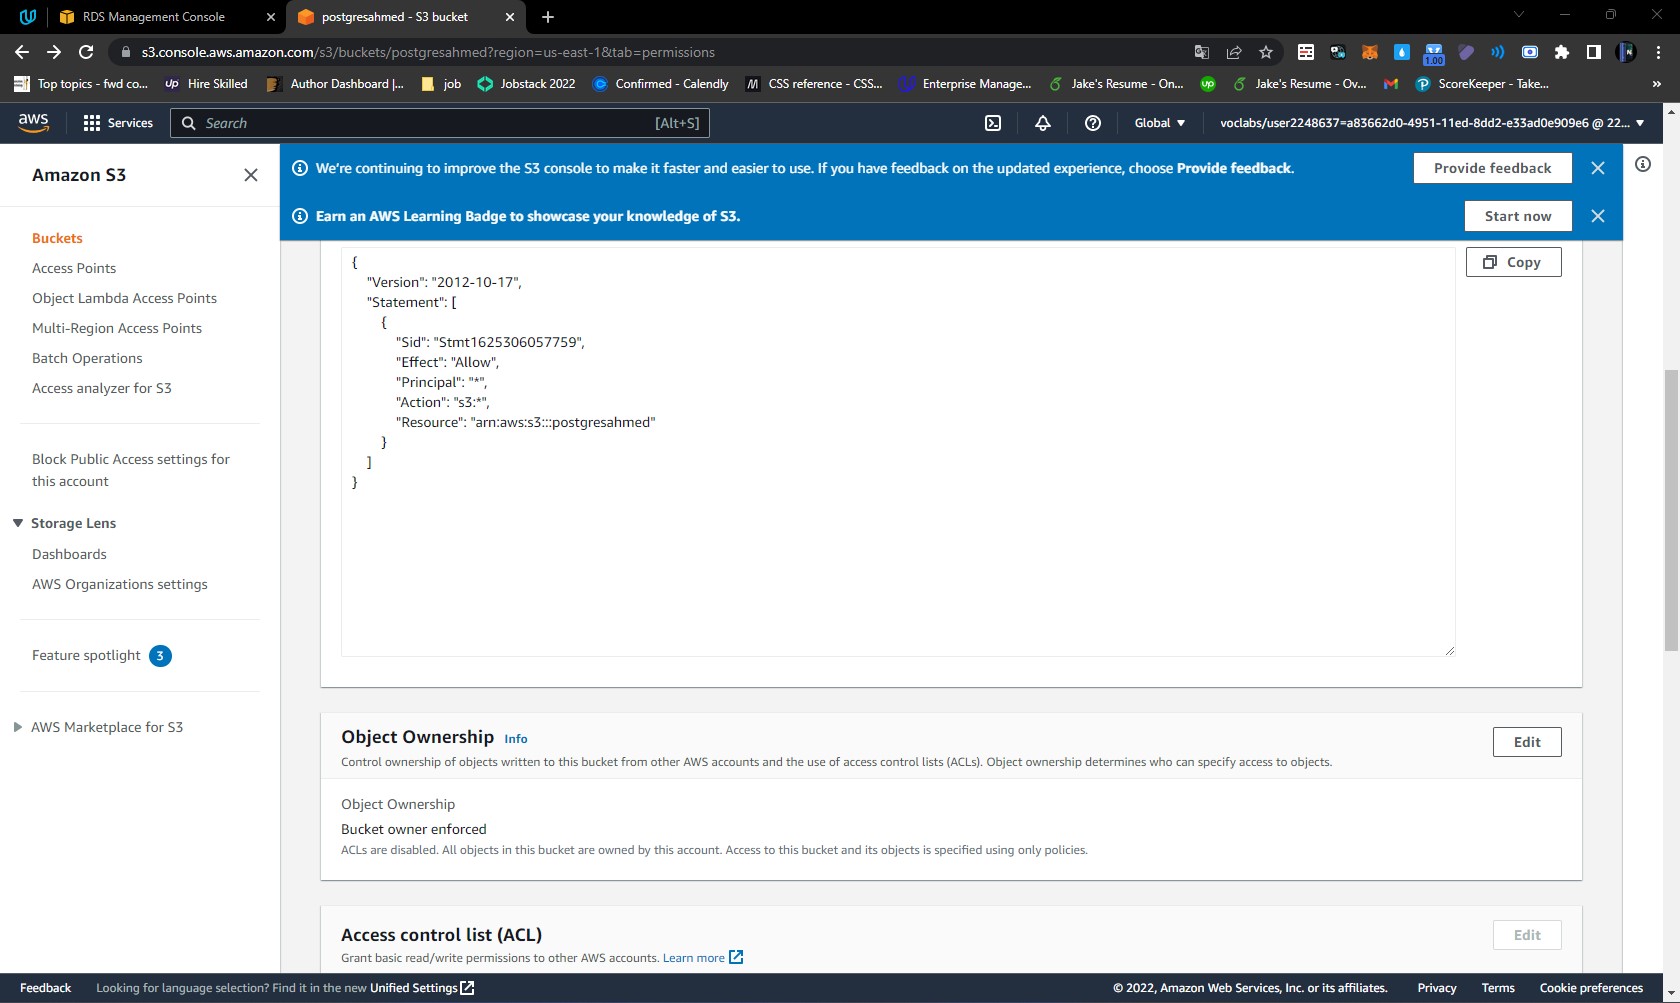 RDS Management Console
postgresahmed - S3 bucket
s3.console.aws.amazon.com/s3/buckets/postgresahmed?region=us-east-1&tab=permissions
1.00
Top topics - fwd co...
Up Hire Skilled
Author Dashboard |...
job
Jobstack 2022
Confirmed - Calendly
CSS reference - CSS...
Enterprise Manage...
Jake's Resume - On...
up
Jake's Resume - Ov...
ScoreKeeper - Take...
»
aws
Services
Search
[Alt+S]
Global
voclabs/user2248637=a83662d0-4951-11ed-8dd2-e33ad0e909e6 @ 22...
Amazon S3
Buckets
Access Points
Object Lambda Access Points
Multi-Region Access Points
Batch Operations
Access analyzer for S3
Block Public Access settings for
this account
Storage Lens
Dashboards
AWS Organizations settings
Feature spotlight 3
AWS Marketplace for S3
We're continuing to improve the S3 console to make it faster and easier to use. If you have feedback on the updated experience, choose Provide feedback.
Provide feedback
Earn an AWS Learning Badge to showcase your knowledge of S3.
Start now
{
"Version": "2012-10-17",
"Statement": [
{
"Sid": "Stmt1625306057759",
"Effect": "Allow",
"Principal": "*",
"Action": "s3:*",
"Resource": "arn:aws:s3:::postgresahmed"
}
]
}
Copy
Object Ownership Info
Edit
Control ownership of objects written to this bucket from other AWS accounts and the use of access control lists (ACLs). Object ownership determines who can specify access to objects.
Object Ownership
Bucket owner enforced
ACLs are disabled. All objects in this bucket are owned by this account. Access to this bucket and its objects is specified using only policies.
Access control list (ACL)
Edit
Grant basic read/write permissions to other AWS accounts. Learn more
Feedback
Looking for language selection? Find it in the new Unified Settings
© 2022, Amazon Web Services, Inc. or its affiliates.
Privacy
Terms
Cookie preferences